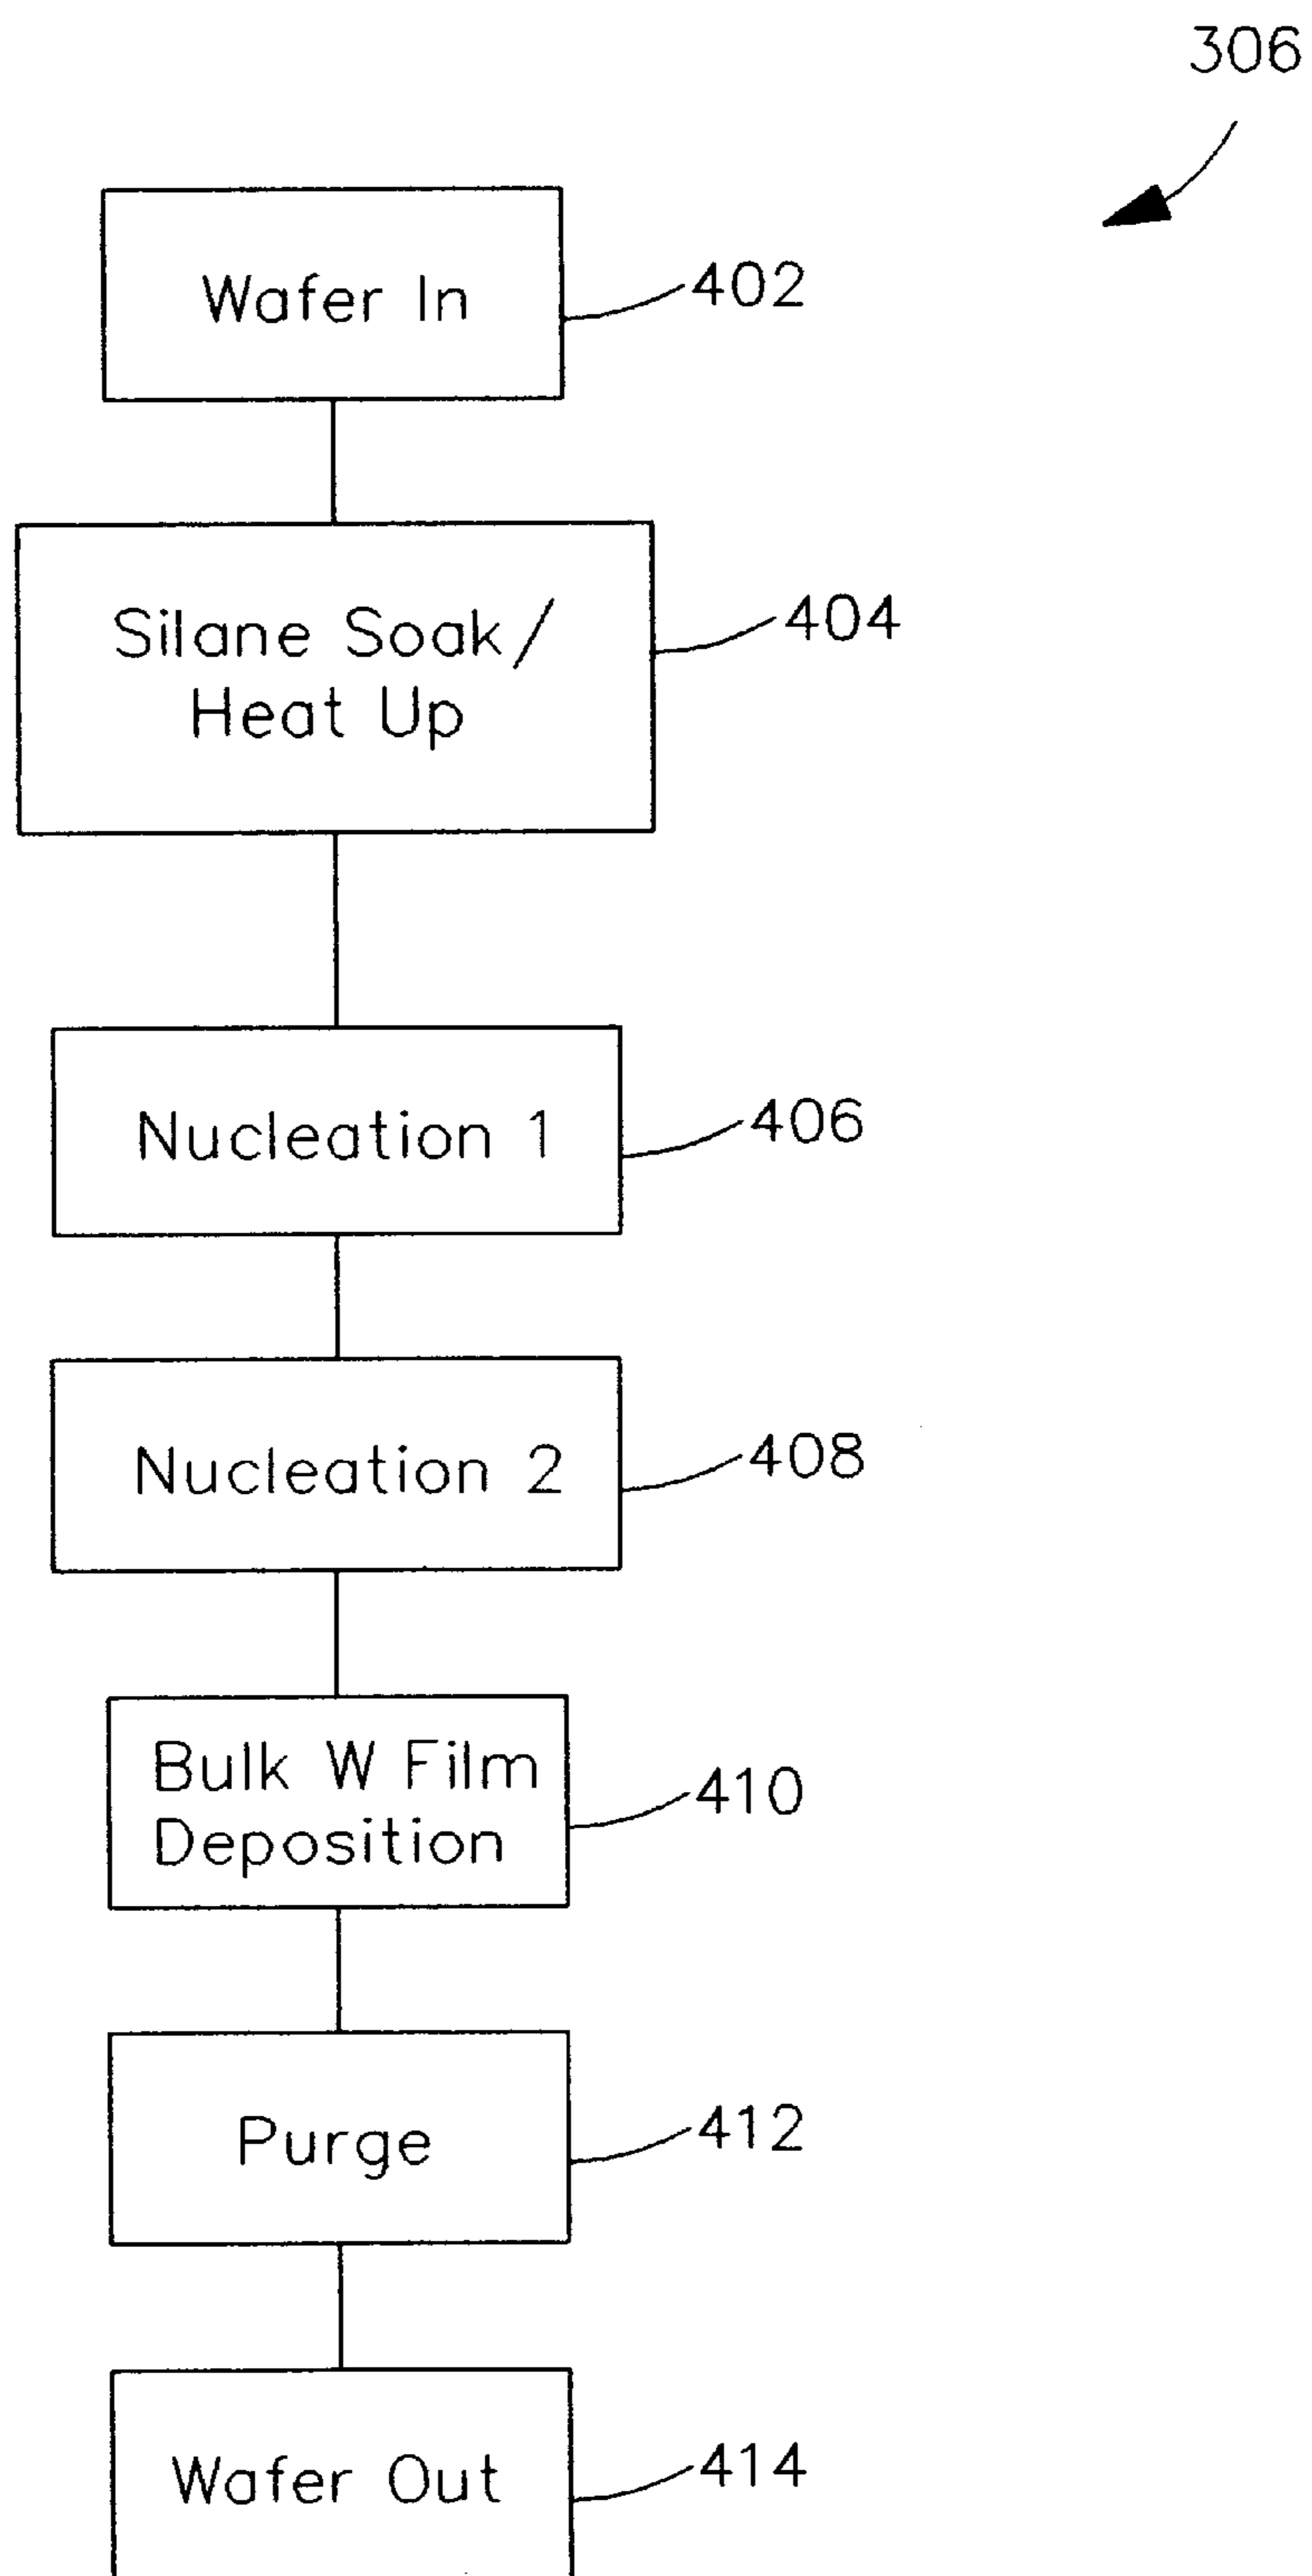 306
Wafer In
402
Silane Soak/
Heat Up
404
Nucleation 1
406
Nucleation 2
408
Bulk W Film
Deposition
410
Purge
412
Wafer Out
414